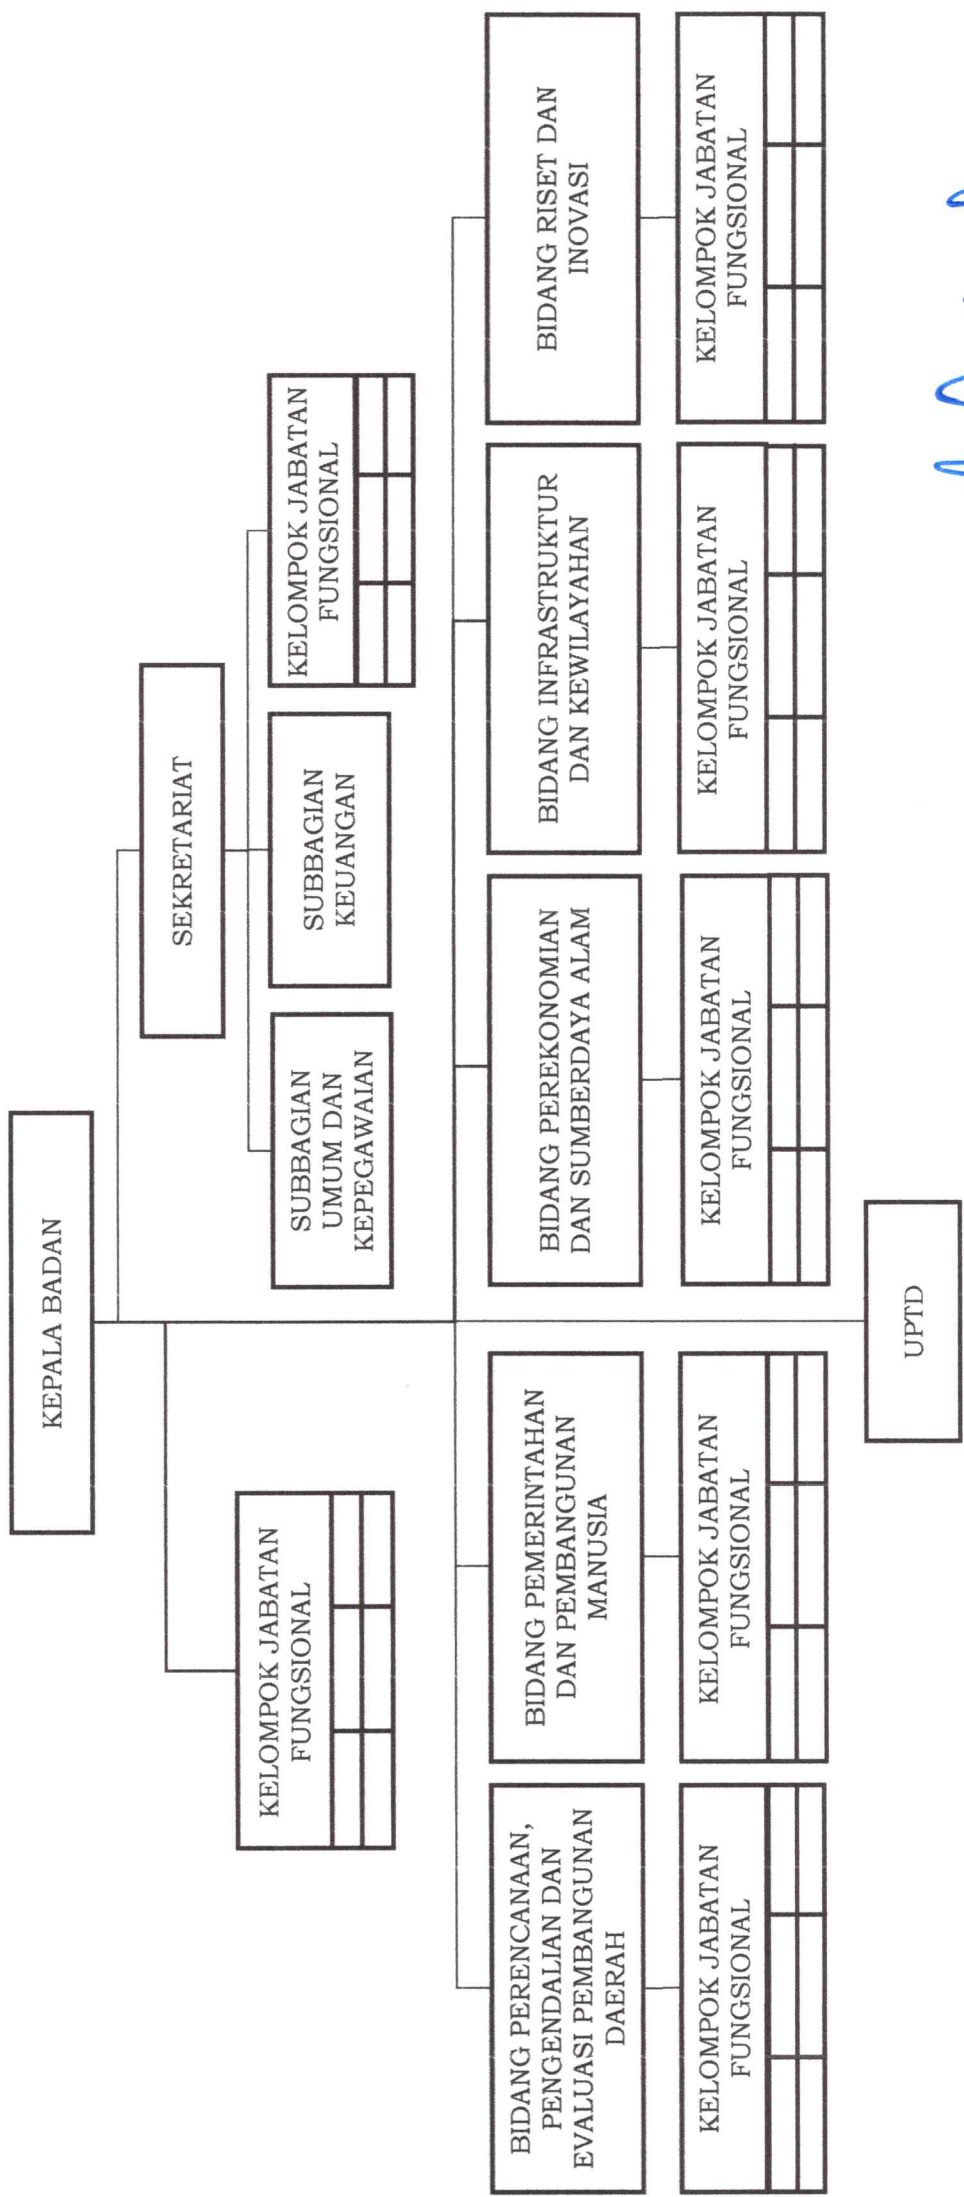 KEPALA BADAN
SEKRETARIAT
KELOMPOK JABATAN
FUNGSIONAL
SUBBAGIAN
UMUM DAN
KEPEGAWAIAN
SUBBAGIAN
KEUANGAN
KELOMPOK JABATAN
FUNGSIONAL
BIDANG PERENCANAAN,
PENGENDALIAN DAN
EVALUASI PEMBANGUNAN
DAERAH
BIDANG PEMERINTAHAN
DAN PEMBANGUNAN
MANUSIA
BIDANG PEREKONOMIAN
DAN SUMBERDAYA ALAM
BIDANG INFRASTRUKTUR
DAN KEWILAYAHAN
BIDANG RISET DAN
INOVASI
KELOMPOK JABATAN
FUNGSIONAL
KELOMPOK JABATAN
FUNGSIONAL
KELOMPOK JABATAN
FUNGSIONAL
KELOMPOK JABATAN
FUNGSIONAL
KELOMPOK JABATAN
FUNGSIONAL
UPTD